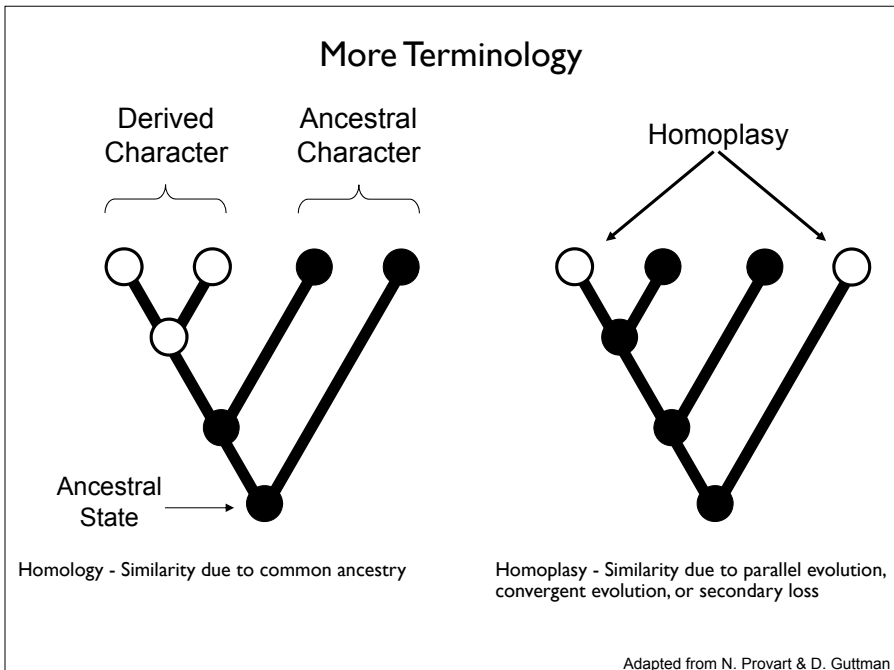 More Terminology
Derived
Character
Ancestral
Character
Homoplasy
Ancestral
State
Homology - Similarity due to common ancestry
Homoplasy - Similarity due to parallel evolution,
convergent evolution, or secondary loss
Adapted from N. Provart & D. Guttman